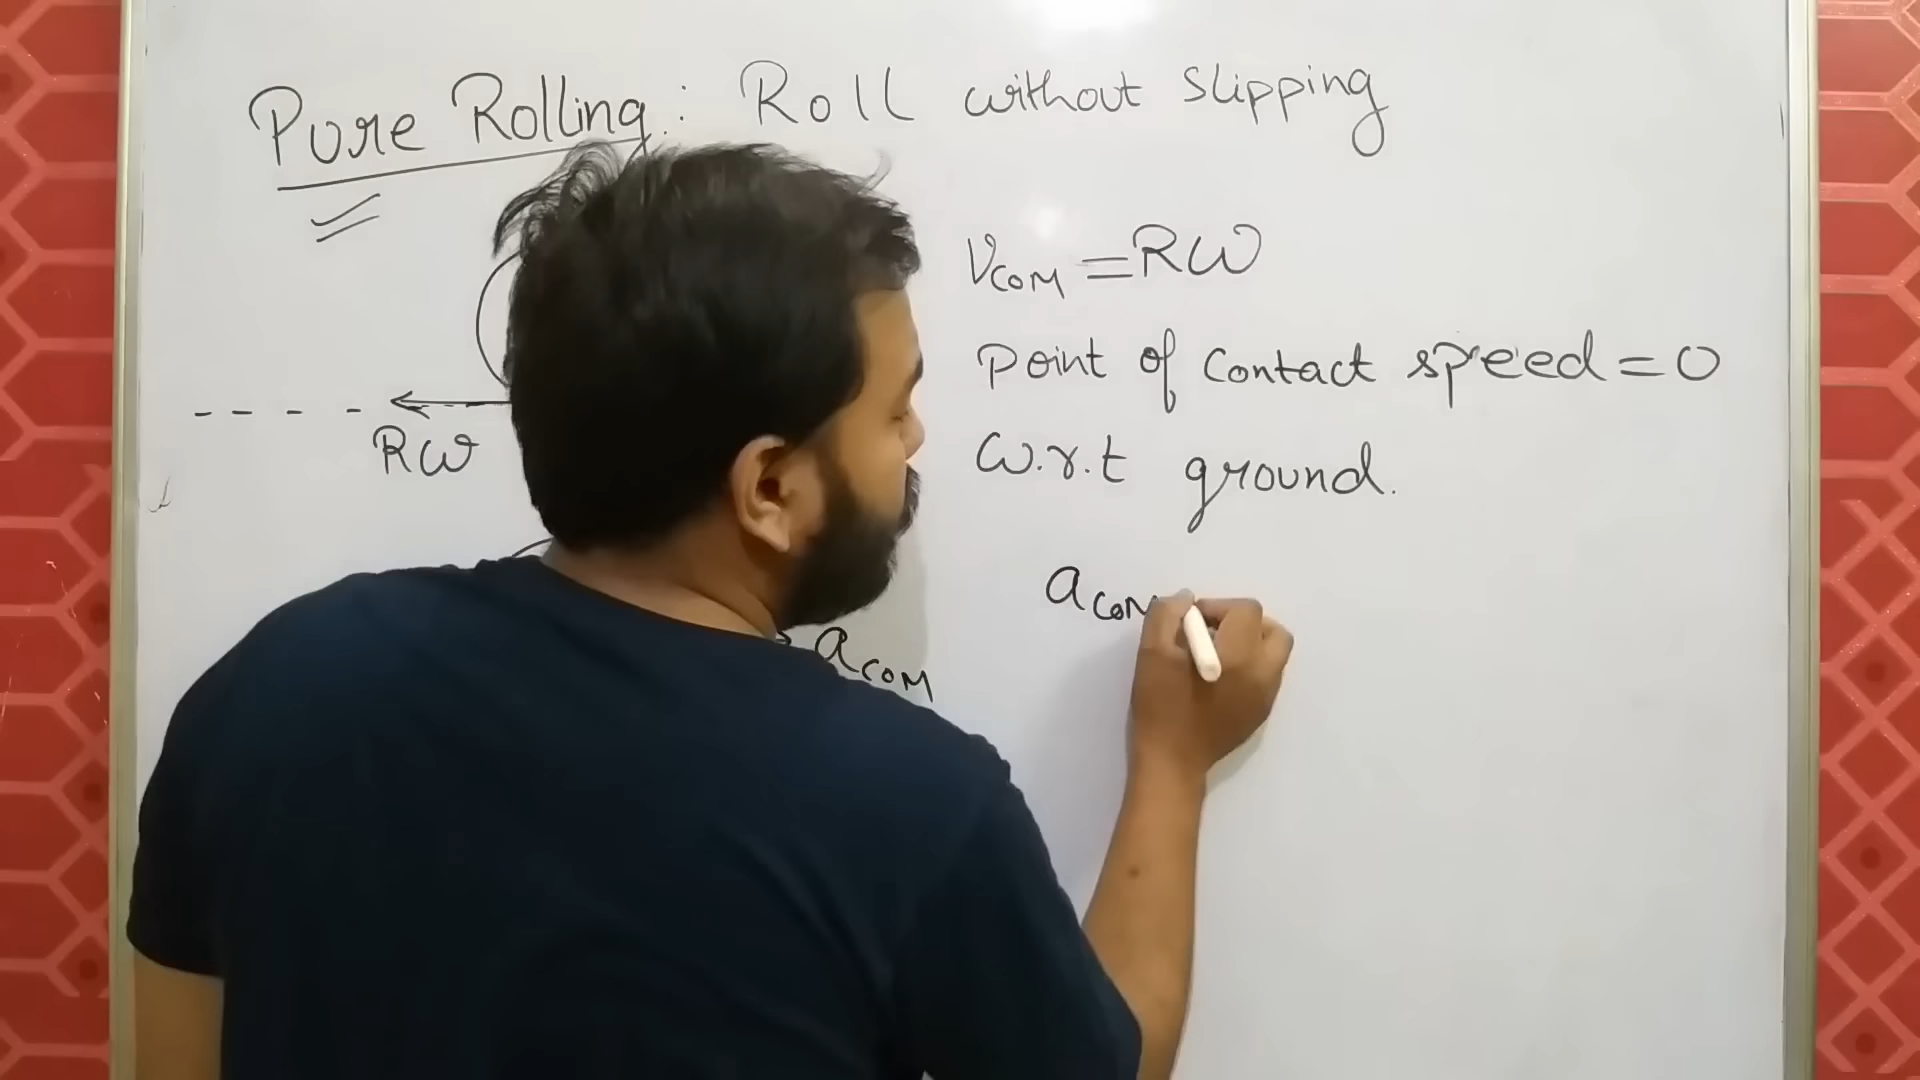 Pure Rolling: Roll without slipping
VCOM = RW
Point of contact speed = 0
RW
W.r.t ground.
aCOM
aCOM